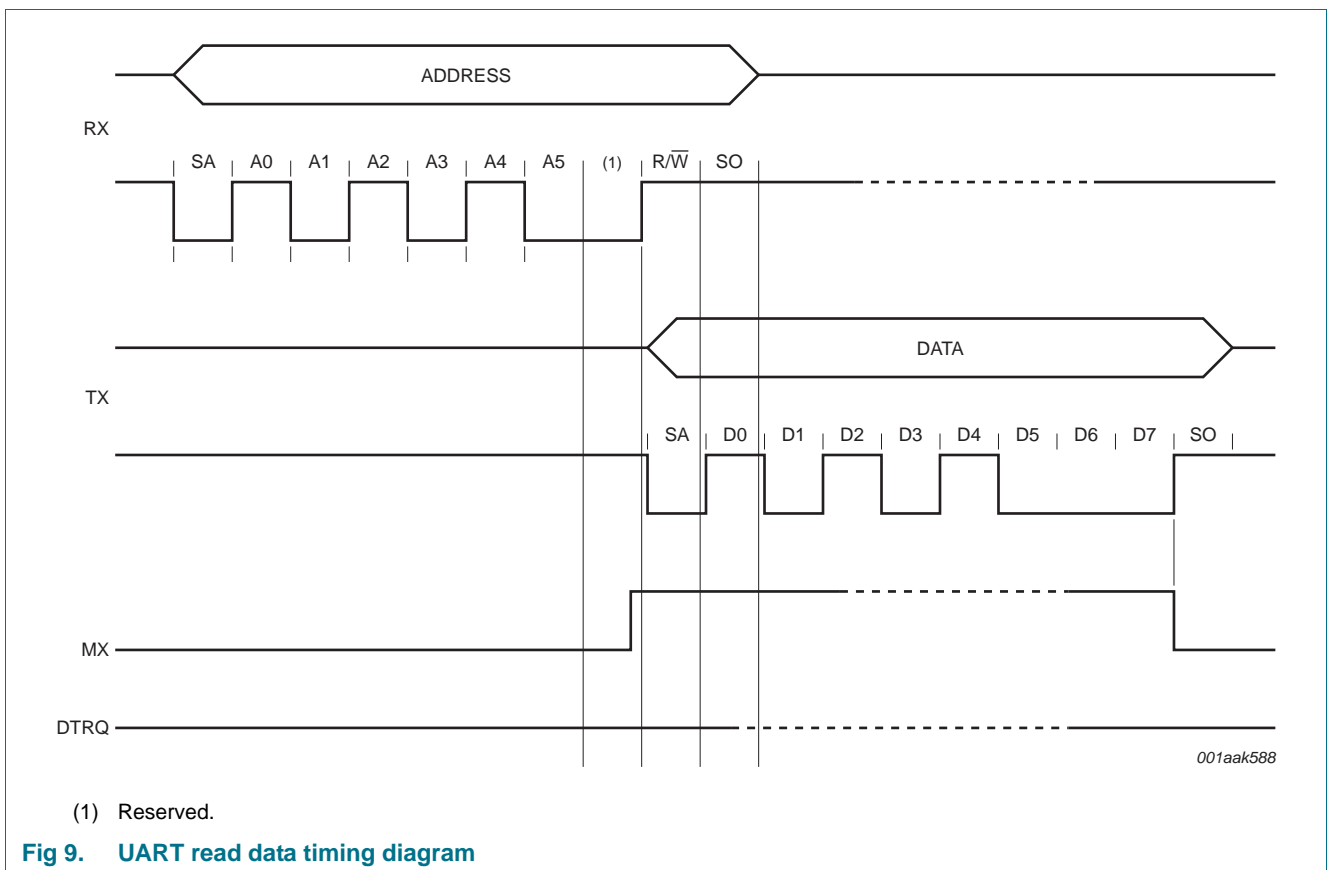 ADDRESS
RX
SA A0 A1 A2 A3 A4 A5 (1) R/W̅ SO
DATA
TX
SA D0 D1 D2 D3 D4 D5 D6 D7 SO
MX
DTRQ
001aak588
(1) Reserved.
Fig 9. UART read data timing diagram